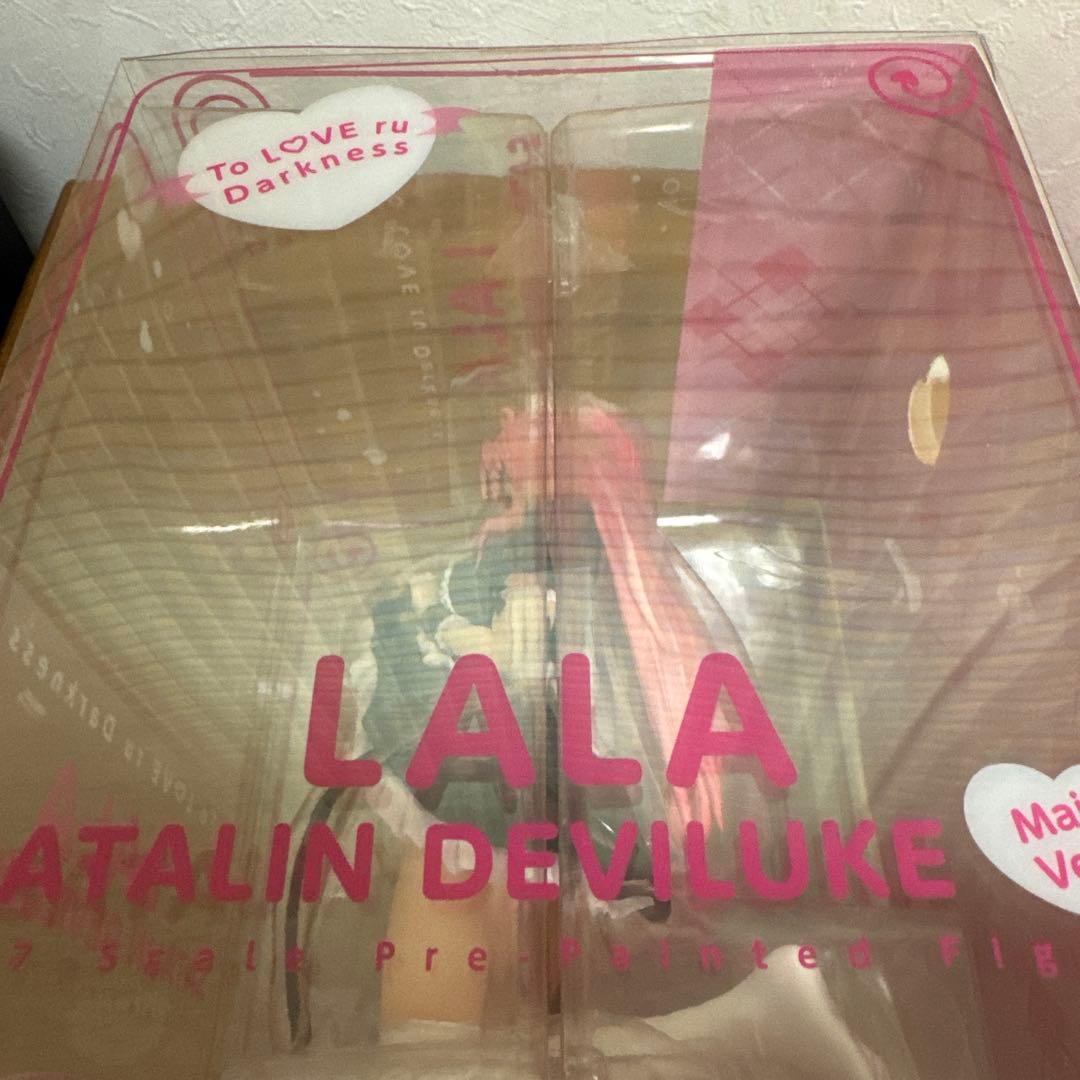 To LOVE ru
Darkness
LALA
ATALIN DEVILUKE
Mai
Ve
7 Scale Pre-Painted Fig